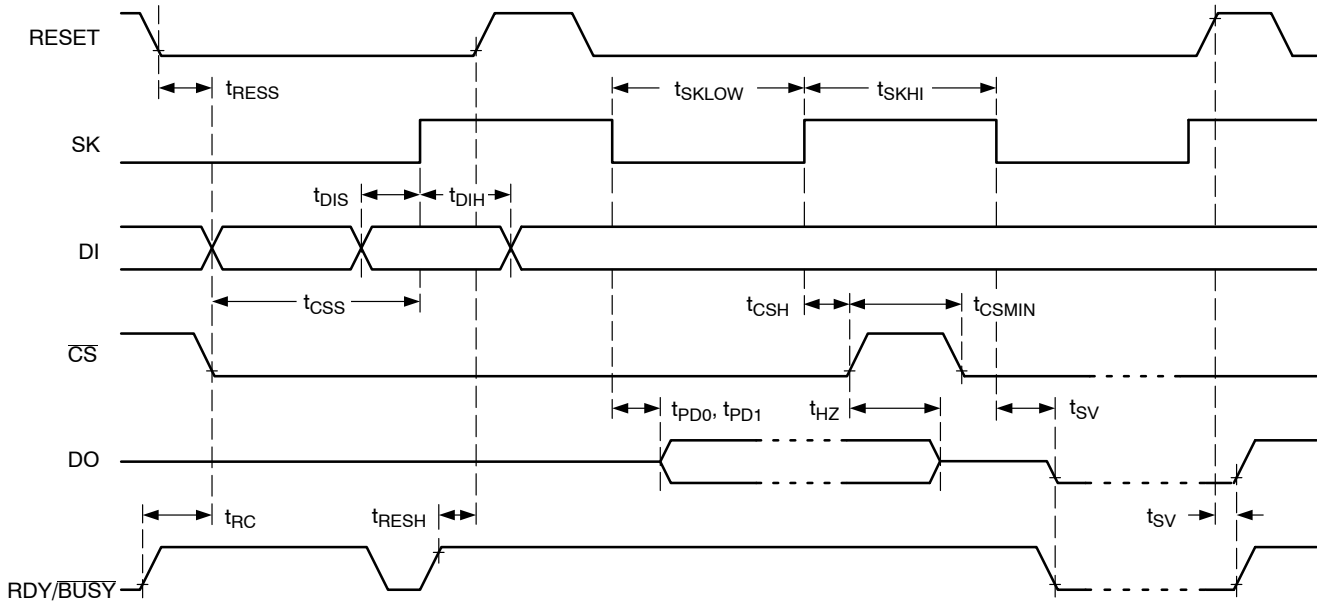 RESET
tRESS
tSKLOW
tSKHI
SK
tDIS
tDIH
DI
tCSS
tCSH
tCSMIN
CS
tPD0, tPD1
tHZ
tSV
DO
tRC
tRESH
tSV
RDY/BUSY